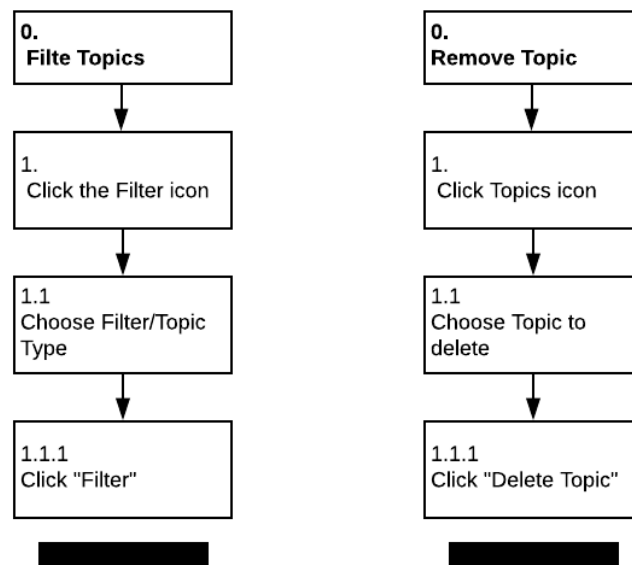 0.
Filte Topics
1.
Click the Filter icon
1.1
Choose Filter/Topic
Type
1.1.1
Click "Filter"
0.
Remove Topic
1.
Click Topics icon
1.1
Choose Topic to
delete
1.1.1
Click "Delete Topic"